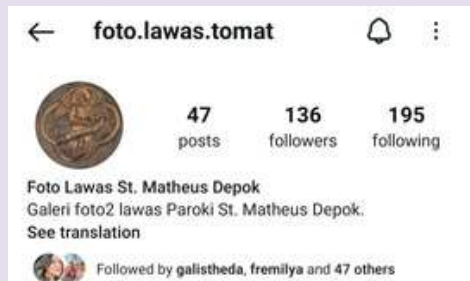 foto.lawas.tomat
47 136 195
posts followers following
Foto Lawas St. Matheus Depok
Galeri foto2 lawas Paroki St. Matheus Depok.
See translation
Followed by galistheda, fremilya and 47 others